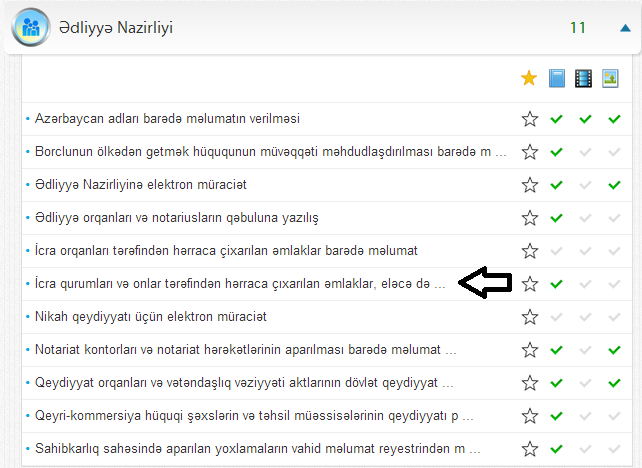 Ədliyyə Nazirliyi 11
Azərbaycan adları barədə məlumatın verilməsi
Borclunun ölkədən getmək hüququnun müvəqqəti məhdudlaşdırılması barədə m ...
Ədliyyə Nazirliyinə elektron müraciət
Ədliyyə orqanları və notariusların qəbuluna yazılış
İcra orqanları tərəfindən hərraca çixarılan əmlaklar barədə məlumat
İcra qurumları və onlar tərəfindən hərraca çıxarılan əmlaklar, eləcə də ...
Nikah qeydiyyatı üçün elektron müraciət
Notariat kontorları və notariat hərəkətlərinin aparılması barədə məlumat ...
Qeydiyyat orqanları və vətəndaşlıq vəziyyəti aktlarının dövlət qeydiyyat ...
Qeyri-kommersiya hüquqi şəxslərin və təhsil müəssisələrinin qeydiyyatı p ...
Sahibkarlıq sahəsində aparılan yoxlamaların vahid məlumat reyestrindən m ...